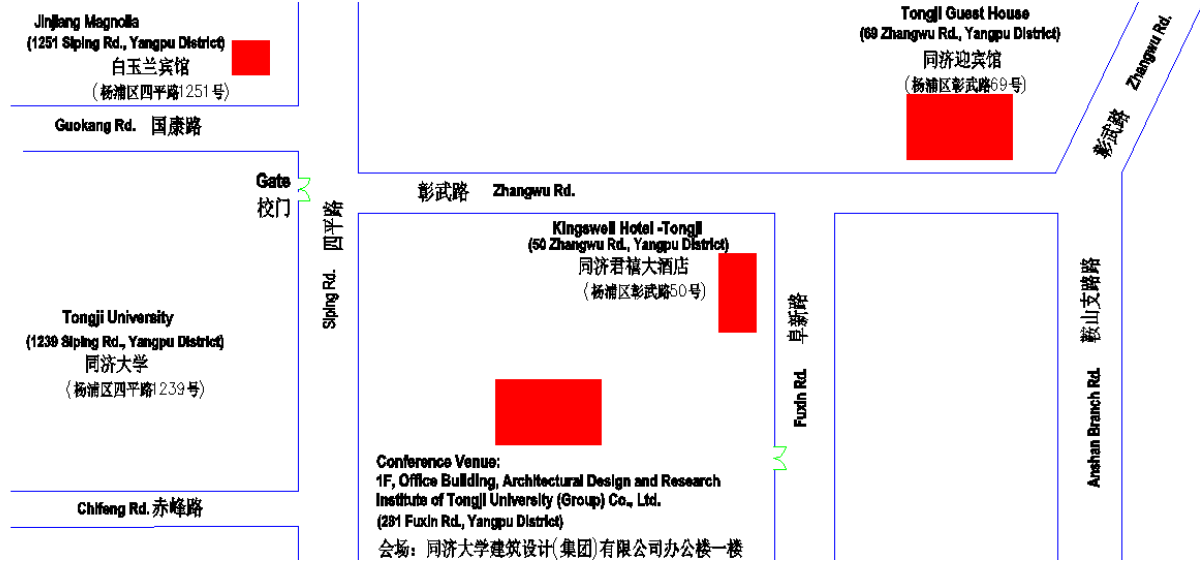 Jinjiang Magnolia
(1251 Siping Rd., Yangpu District)
白玉兰宾馆
(杨浦区四平路1251号)
Guokang Rd. 国康路
Gate
校门
Tongji Guest House
(69 Zhangwu Rd., Yangpu District)
同济迎宾馆
(杨浦区彰武路69号)
彰武路 Zhangwu Rd.
彰武路 Zhangwu Rd.
Siping Rd. 四平路
Kingswell Hotel -Tongji
(50 Zhangwu Rd., Yangpu District)
同济君禧大酒店
(杨浦区彰武路50号)
Fuxin Rd. 阜新路
Anshan Branch Rd. 鞍山支路路
Tongji University
(1239 Siping Rd., Yangpu District)
同济大学
(杨浦区四平路1239号)
Chifeng Rd. 赤峰路
Conference Venue:
1F, Office Building, Architectural Design and Research
Institute of Tongji University (Group) Co., Ltd.
(281 Fuxin Rd., Yangpu District)
会场：同济大学建筑设计(集团)有限公司办公楼一楼